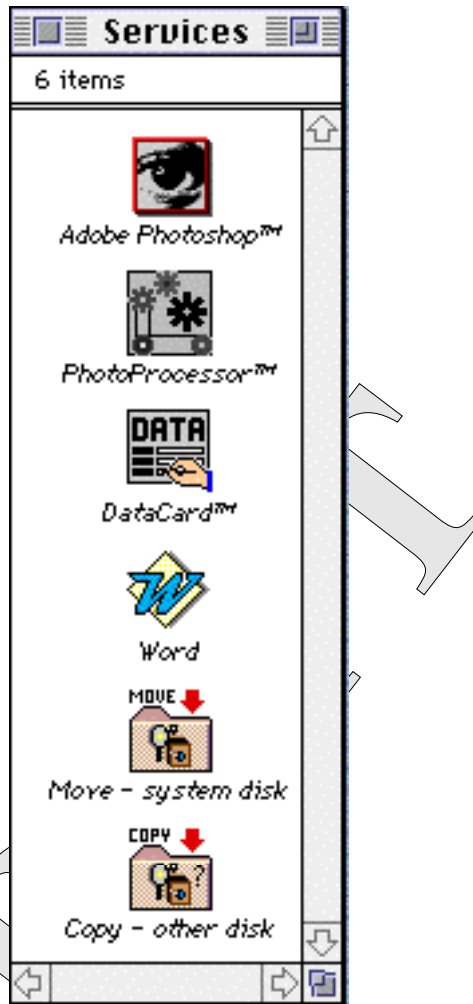 Services
6 items
Adobe Photoshop™
PhotoProcessor™
DATA
DataCard™
Word
MOVE
Move - system disk
COPY
?
Copy - other disk